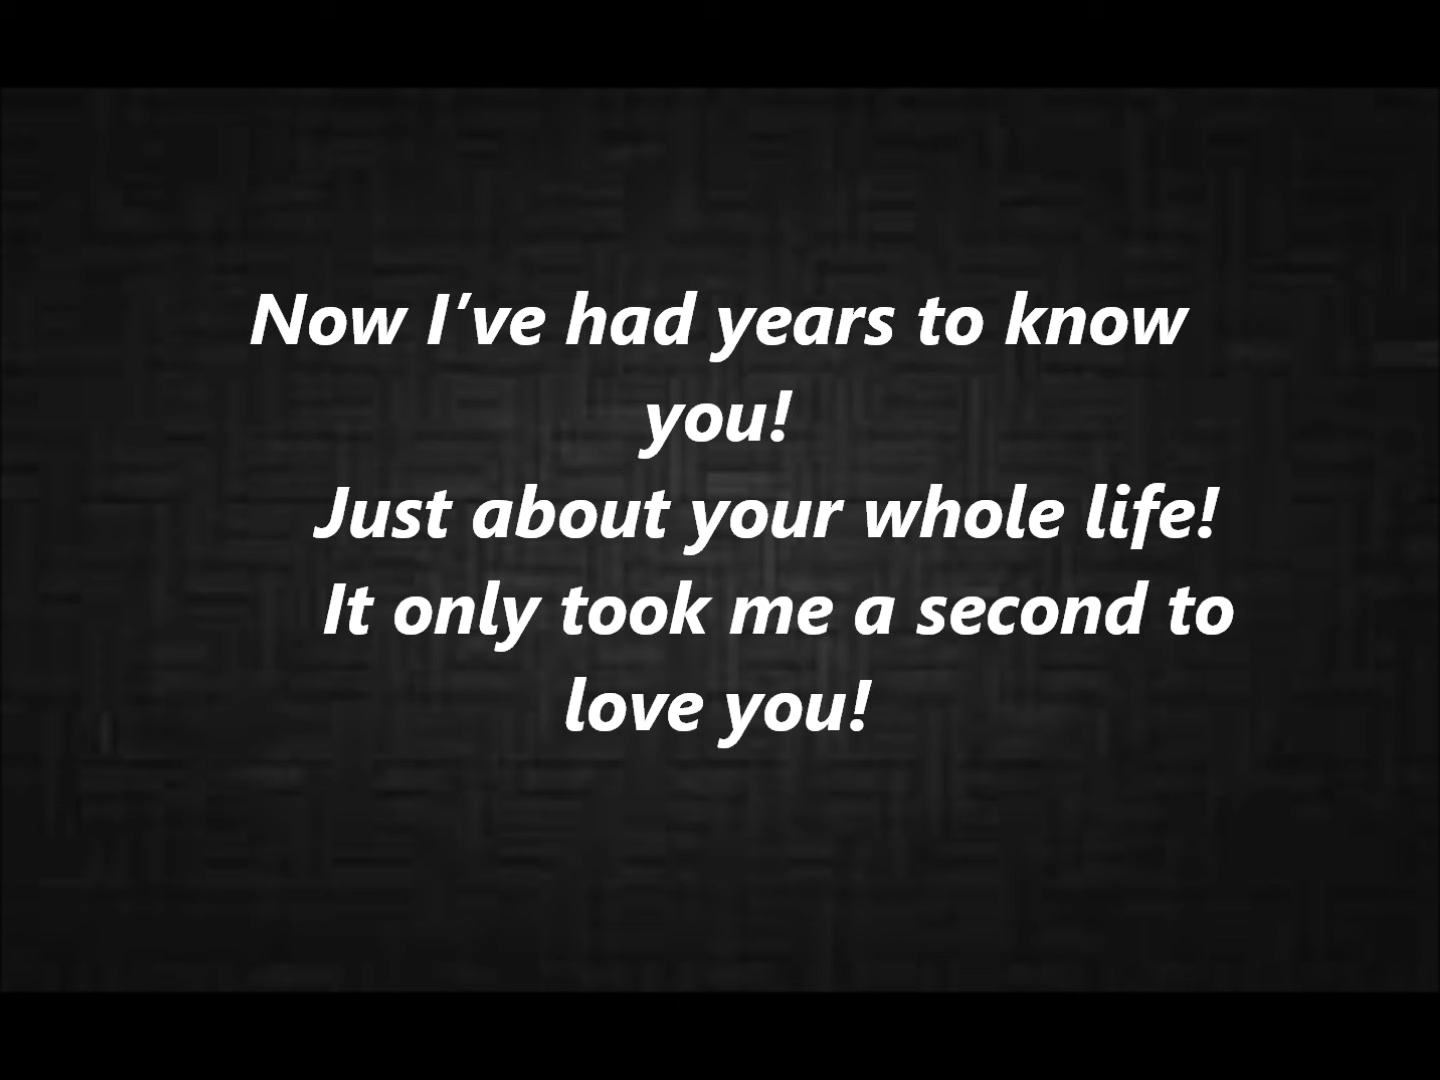 Now I've had years to know
you!
Just about your whole life!
It only took me a second to
love you!